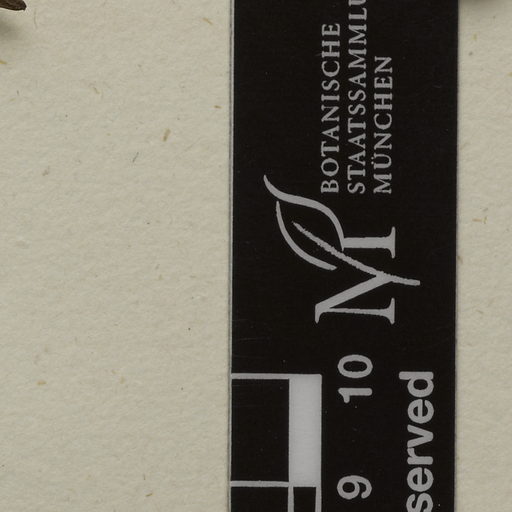 BOTANISCHE
STAATSSAMMLU
MÜNCHEN
9 10
served